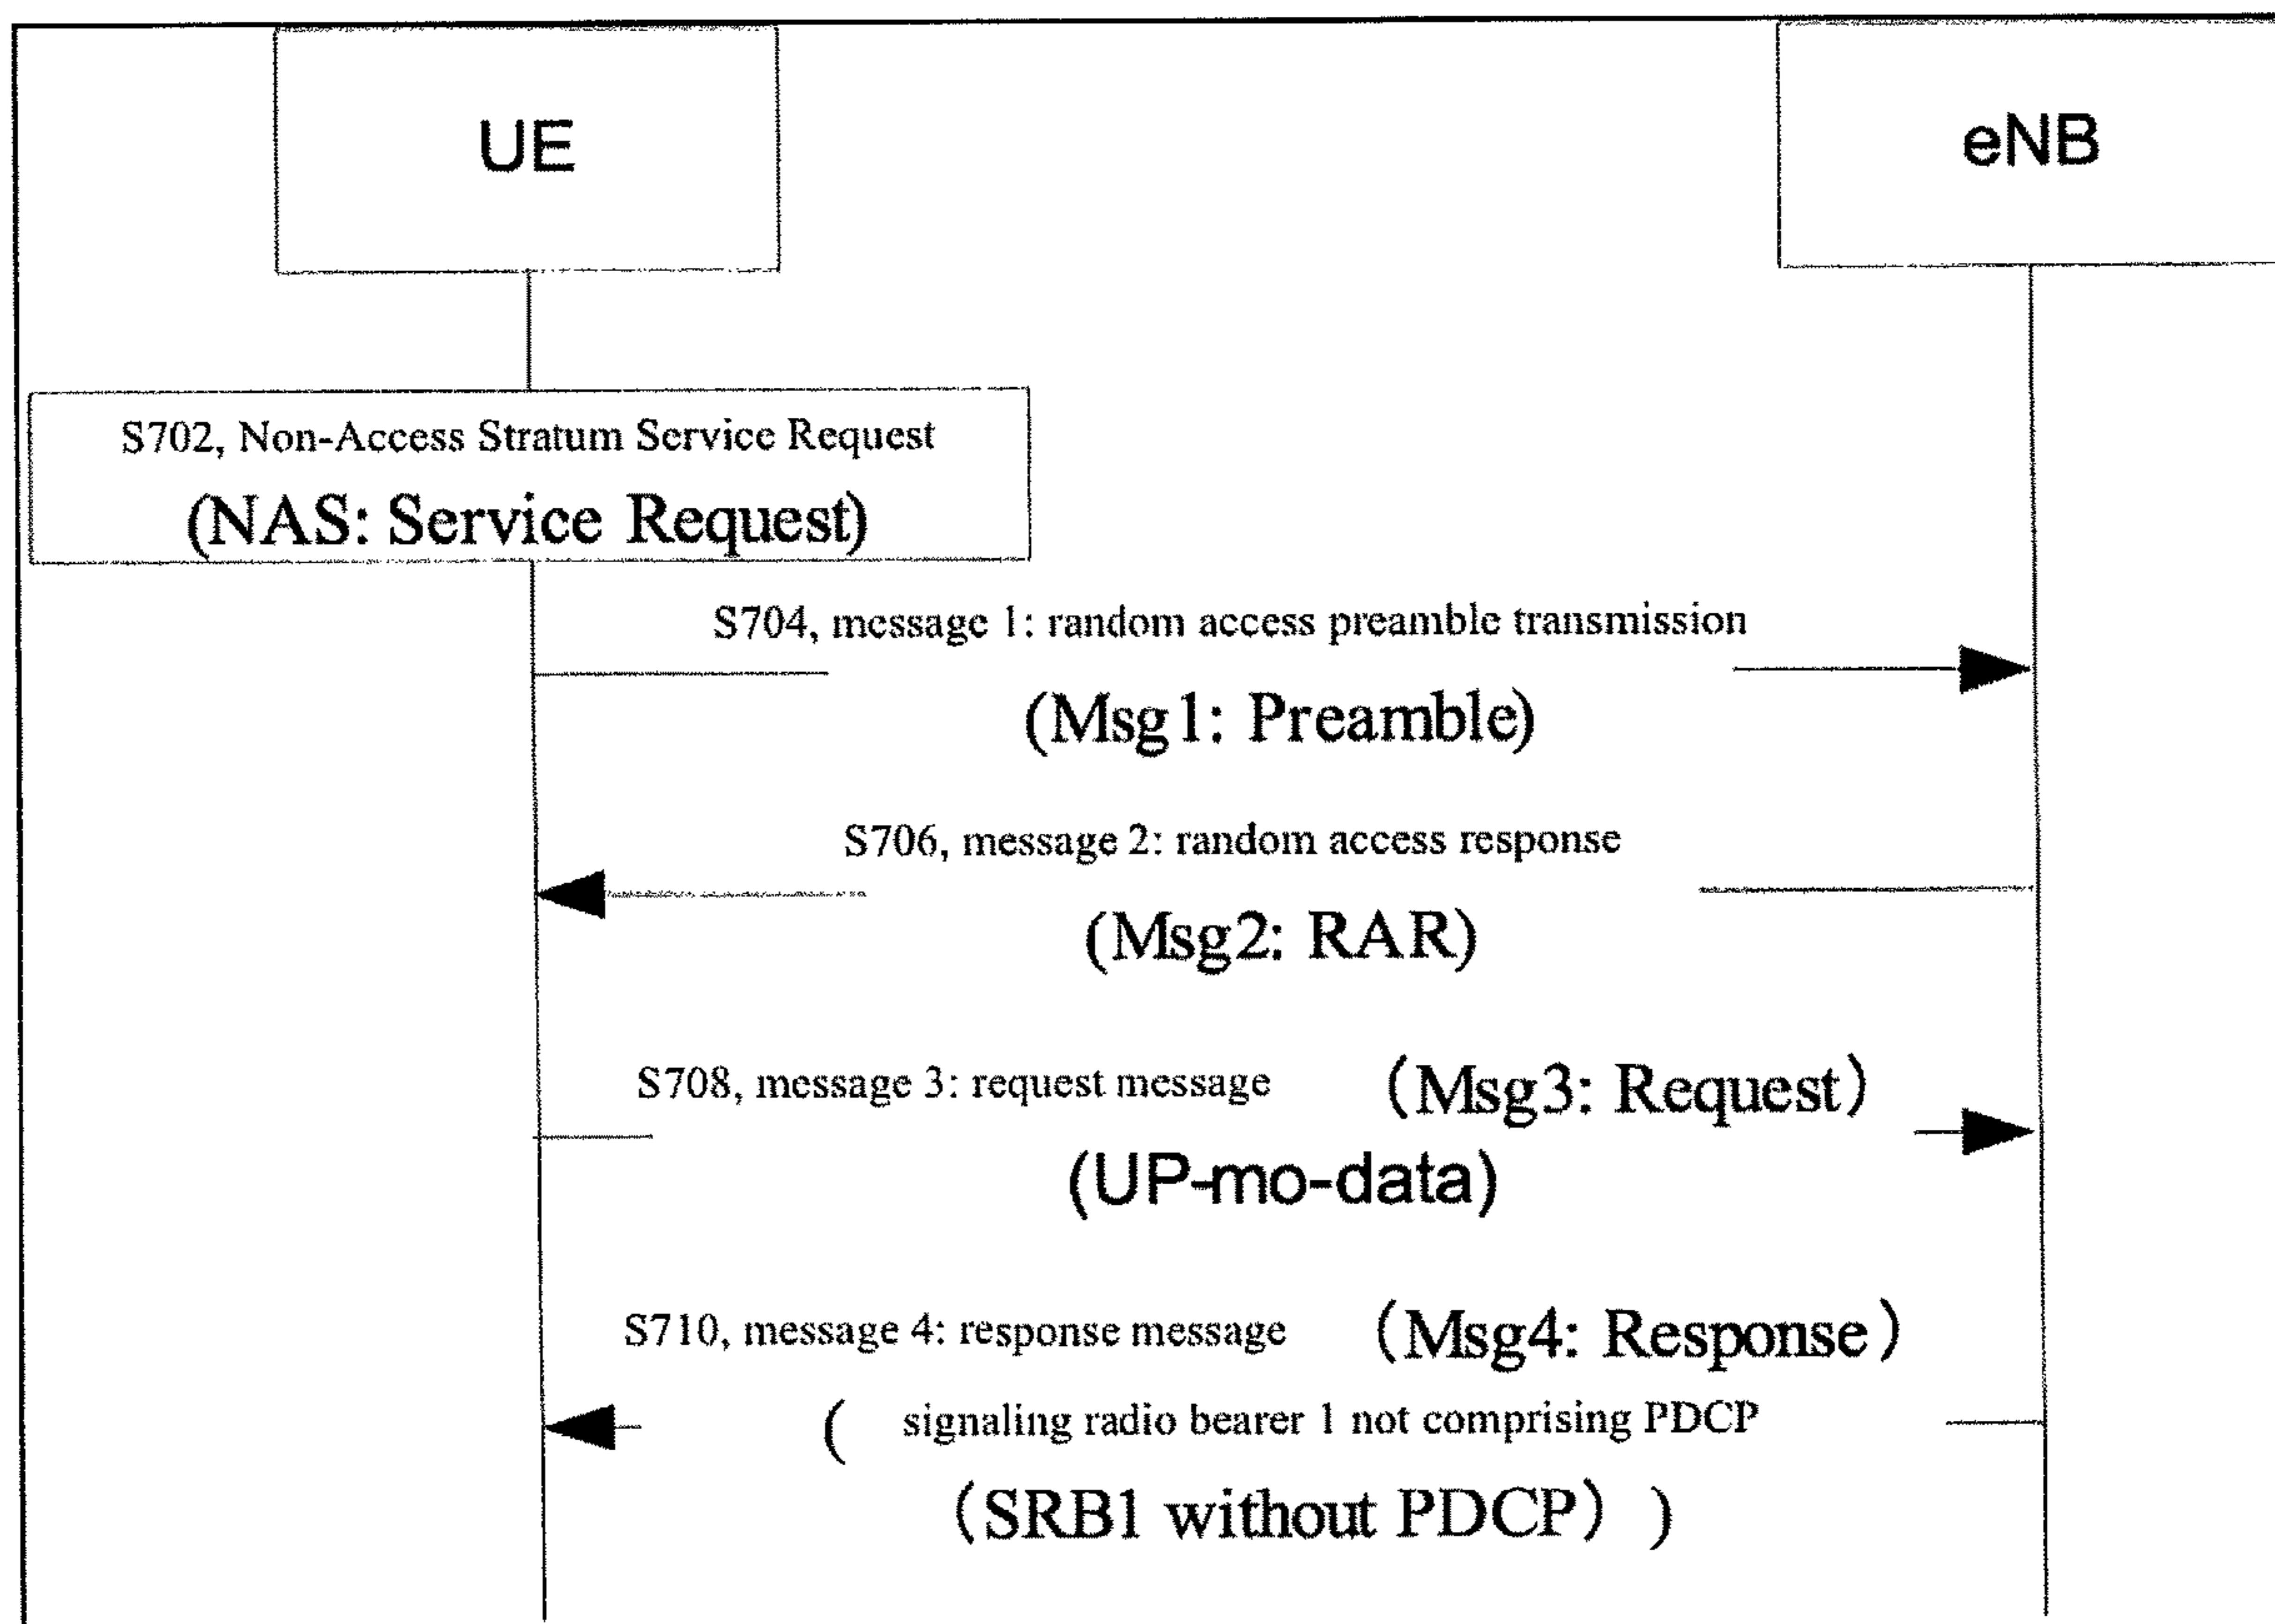 UE
eNB
S702, Non-Access Stratum Service Request
(NAS: Service Request)
S704, message 1: random access preamble transmission
(Msg1: Preamble)
S706, message 2: random access response
(Msg2: RAR)
S708, message 3: request message (Msg3: Request)
(UP-mo-data)
S710, message 4: response message (Msg4: Response)
( signaling radio bearer 1 not comprising PDCP
(SRB1 without PDCP) )